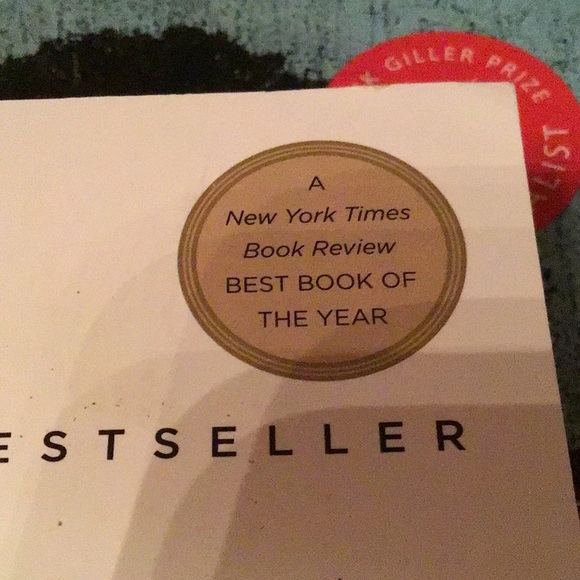 GILLER PRIZE
A
New York Times
Book Review
BEST BOOK OF
THE YEAR
ESTSELLER